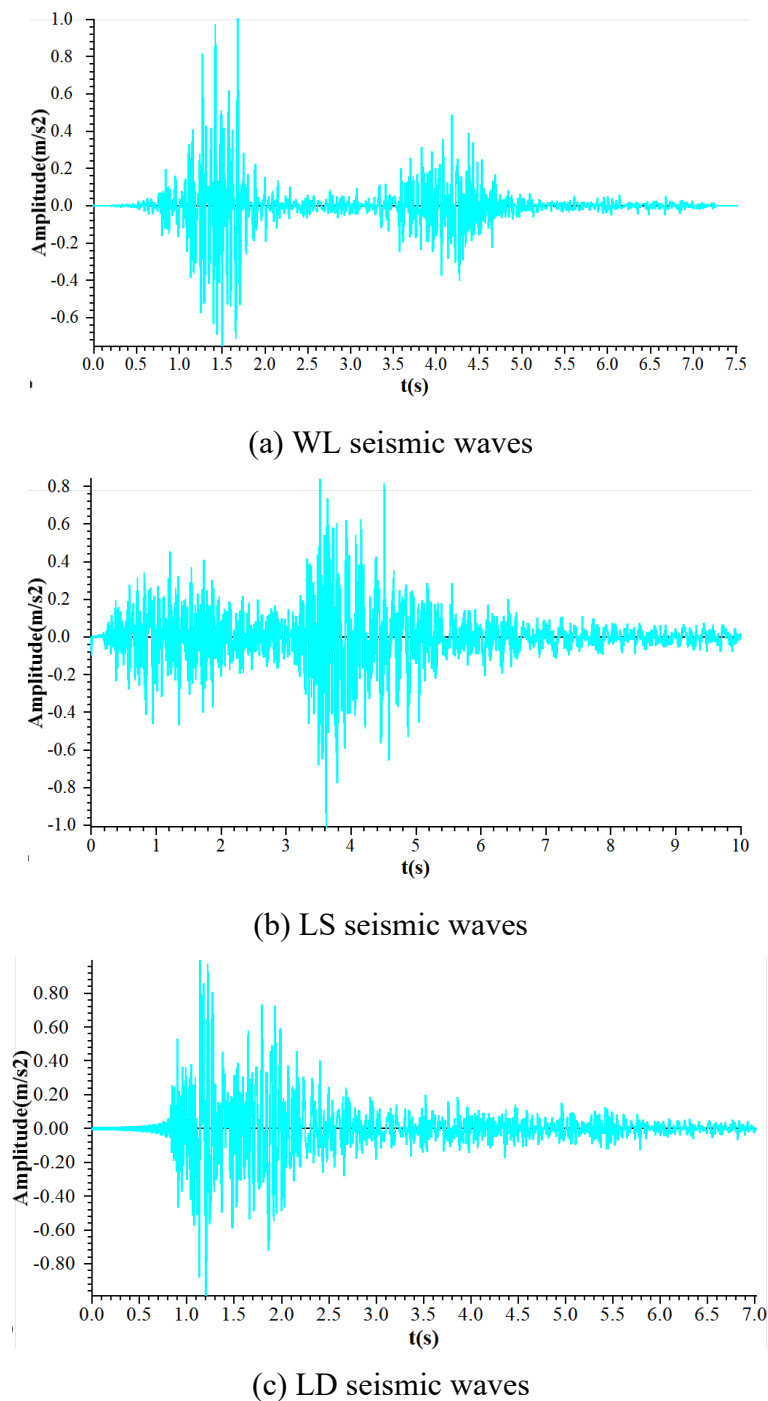 1.0
0.8
0.6
0.4
0.2
0.0
-0.2
-0.4
-0.6
Amplitude(m/s2)
0.0 0.5 1.0 1.5 2.0 2.5 3.0 3.5 4.0 4.5 5.0 5.5 6.0 6.5 7.0 7.5
t(s)
(a) WL seismic waves
0.8
0.6
0.4
0.2
0.0
-0.2
-0.4
-0.6
-0.8
-1.0
Amplitude(m/s2)
0 1 2 3 4 5 6 7 8 9 10
t(s)
(b) LS seismic waves
0.80
0.60
0.40
0.20
0.00
-0.20
-0.40
-0.60
-0.80
Amplitude(m/s2)
0.0 0.5 1.0 1.5 2.0 2.5 3.0 3.5 4.0 4.5 5.0 5.5 6.0 6.5 7.0
t(s)
(c) LD seismic waves